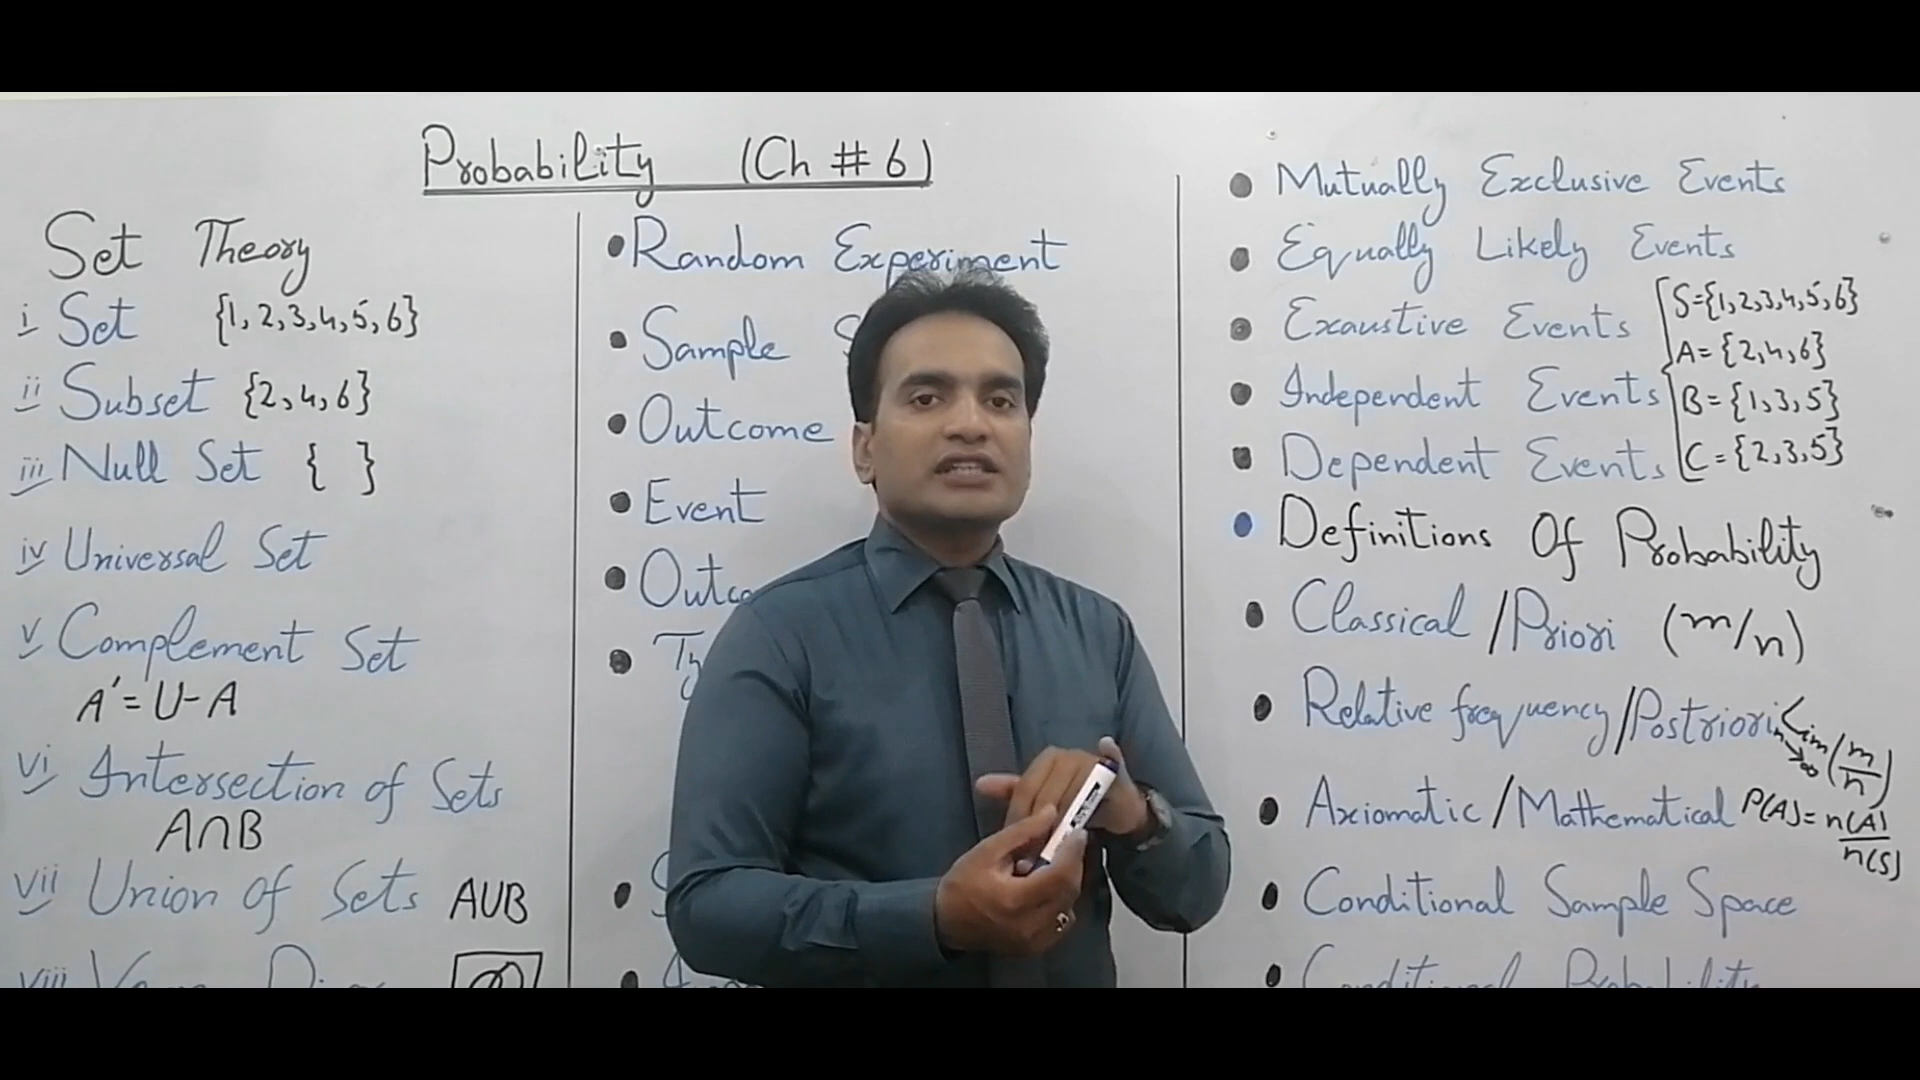 Probability (Ch # 6)
Set Theory
i Set {1, 2, 3, 4, 5, 6}
ii Subset {2, 4, 6}
iii Null Set { }
iv Universal Set
v Complement Set
A' = U - A
vi Intersection of Sets
A∩B
vii Union of Sets A∪B
viii
• Random Experiment
• Sample
• Outcome
• Event
•
•
•
•
• Mutually Exclusive Events
• Equally Likely Events
• Exaustive Events
• Independent Events
• Dependent Events
S={1,2,3,4,5,6}
A={2,4,6}
B={1,3,5}
C={2,3,5}
• Definitions Of Probability
• Classical / Priori (m/n)
• Relative frequency / Postriori Lim n→∞ (m/n)
• Axiomatic / Mathematical P(A) = n(A)/n(S)
• Conditional Sample Space
• Conditional Probability